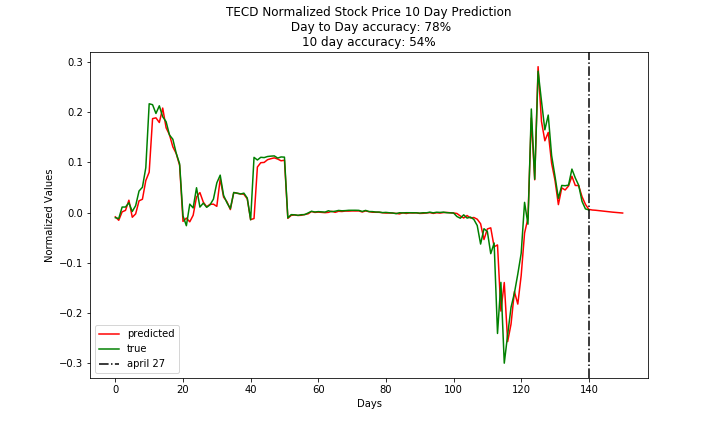 TECD Normalized Stock Price 10 Day Prediction
Day to Day accuracy: 78%
10 day accuracy: 54%
0.3
0.2
0.1
0.0
−0.1
−0.2
−0.3
Normalized Values
predicted
true
april 27
0 20 40 60 80 100 120 140
Days